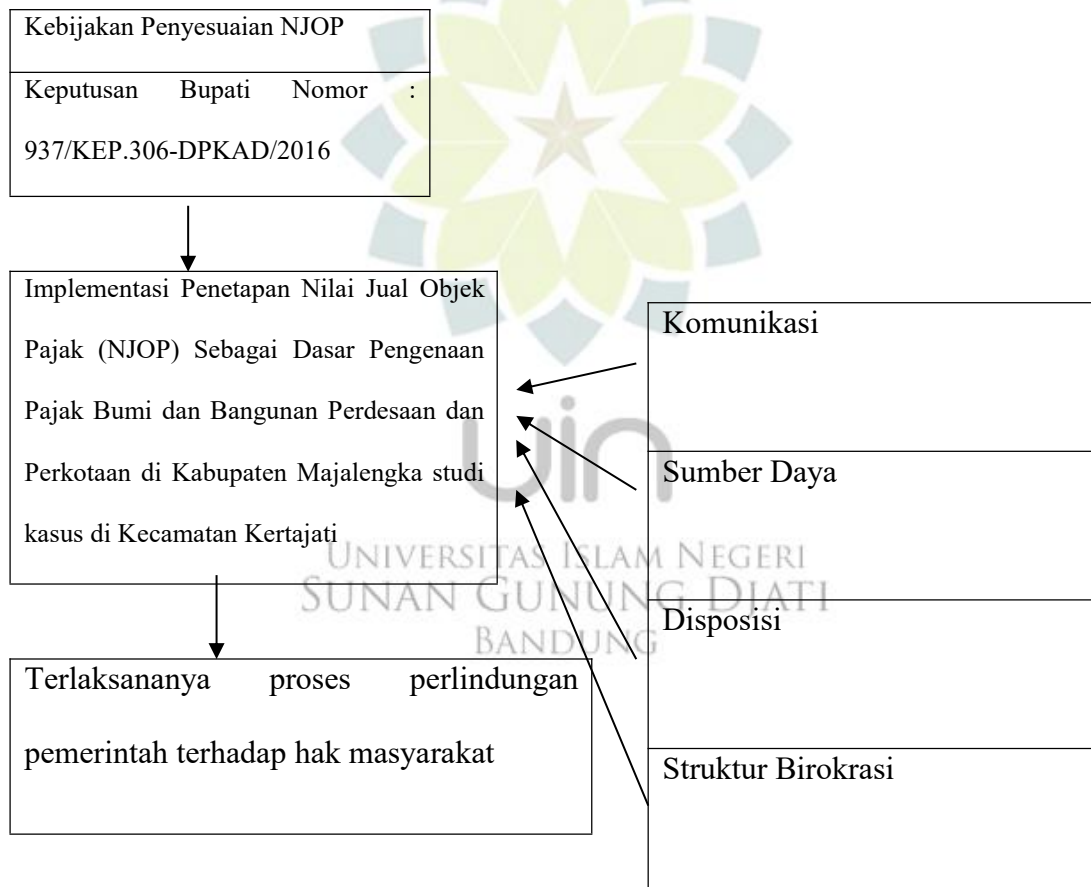 Kebijakan Penyesuaian NJOP
Keputusan Bupati Nomor :
937/KEP.306-DPKAD/2016
Implementasi Penetapan Nilai Jual Objek
Pajak (NJOP) Sebagai Dasar Pengenaan
Pajak Bumi dan Bangunan Perdesaan dan
Perkotaan di Kabupaten Majalengka studi
kasus di Kecamatan Kertajati
Terlaksananya proses perlindungan
pemerintah terhadap hak masyarakat
Komunikasi
Sumber Daya
Disposisi
Struktur Birokrasi
uin
UNIVERSITAS ISLAM NEGERI
SUNAN GUNUNG DJATI
BANDUNG